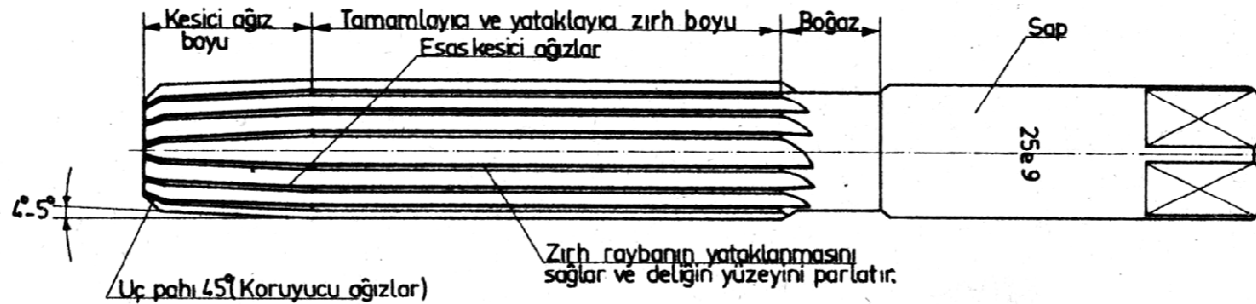 Kesici ağız
boyu
Tamamlayıcı ve yataklayıcı zırh boyu
Boğaz
Sap
Esas kesici ağızlar
25e9
4°-5°
Zırh raybanın yataklanmasını
sağlar ve deliğin yüzeyini parlatır.
Uç pahı 45° (Koruyucu ağızlar)